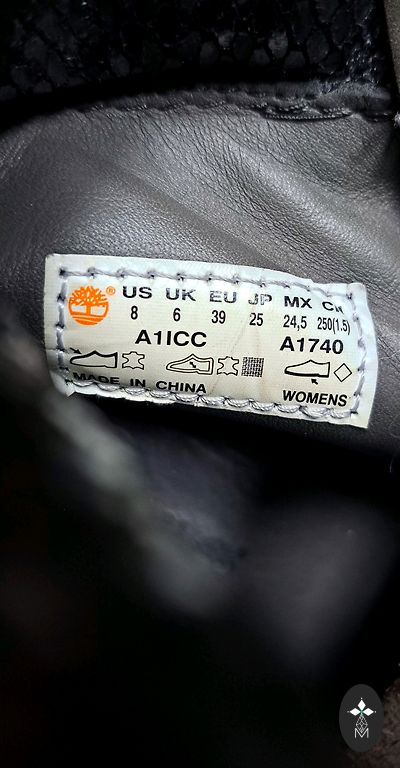 ® US UK EU JP MX CN
8 6 39 25 24,5 250(1.5)
A1ICC A1740
MADE IN CHINA
WOMENS
M